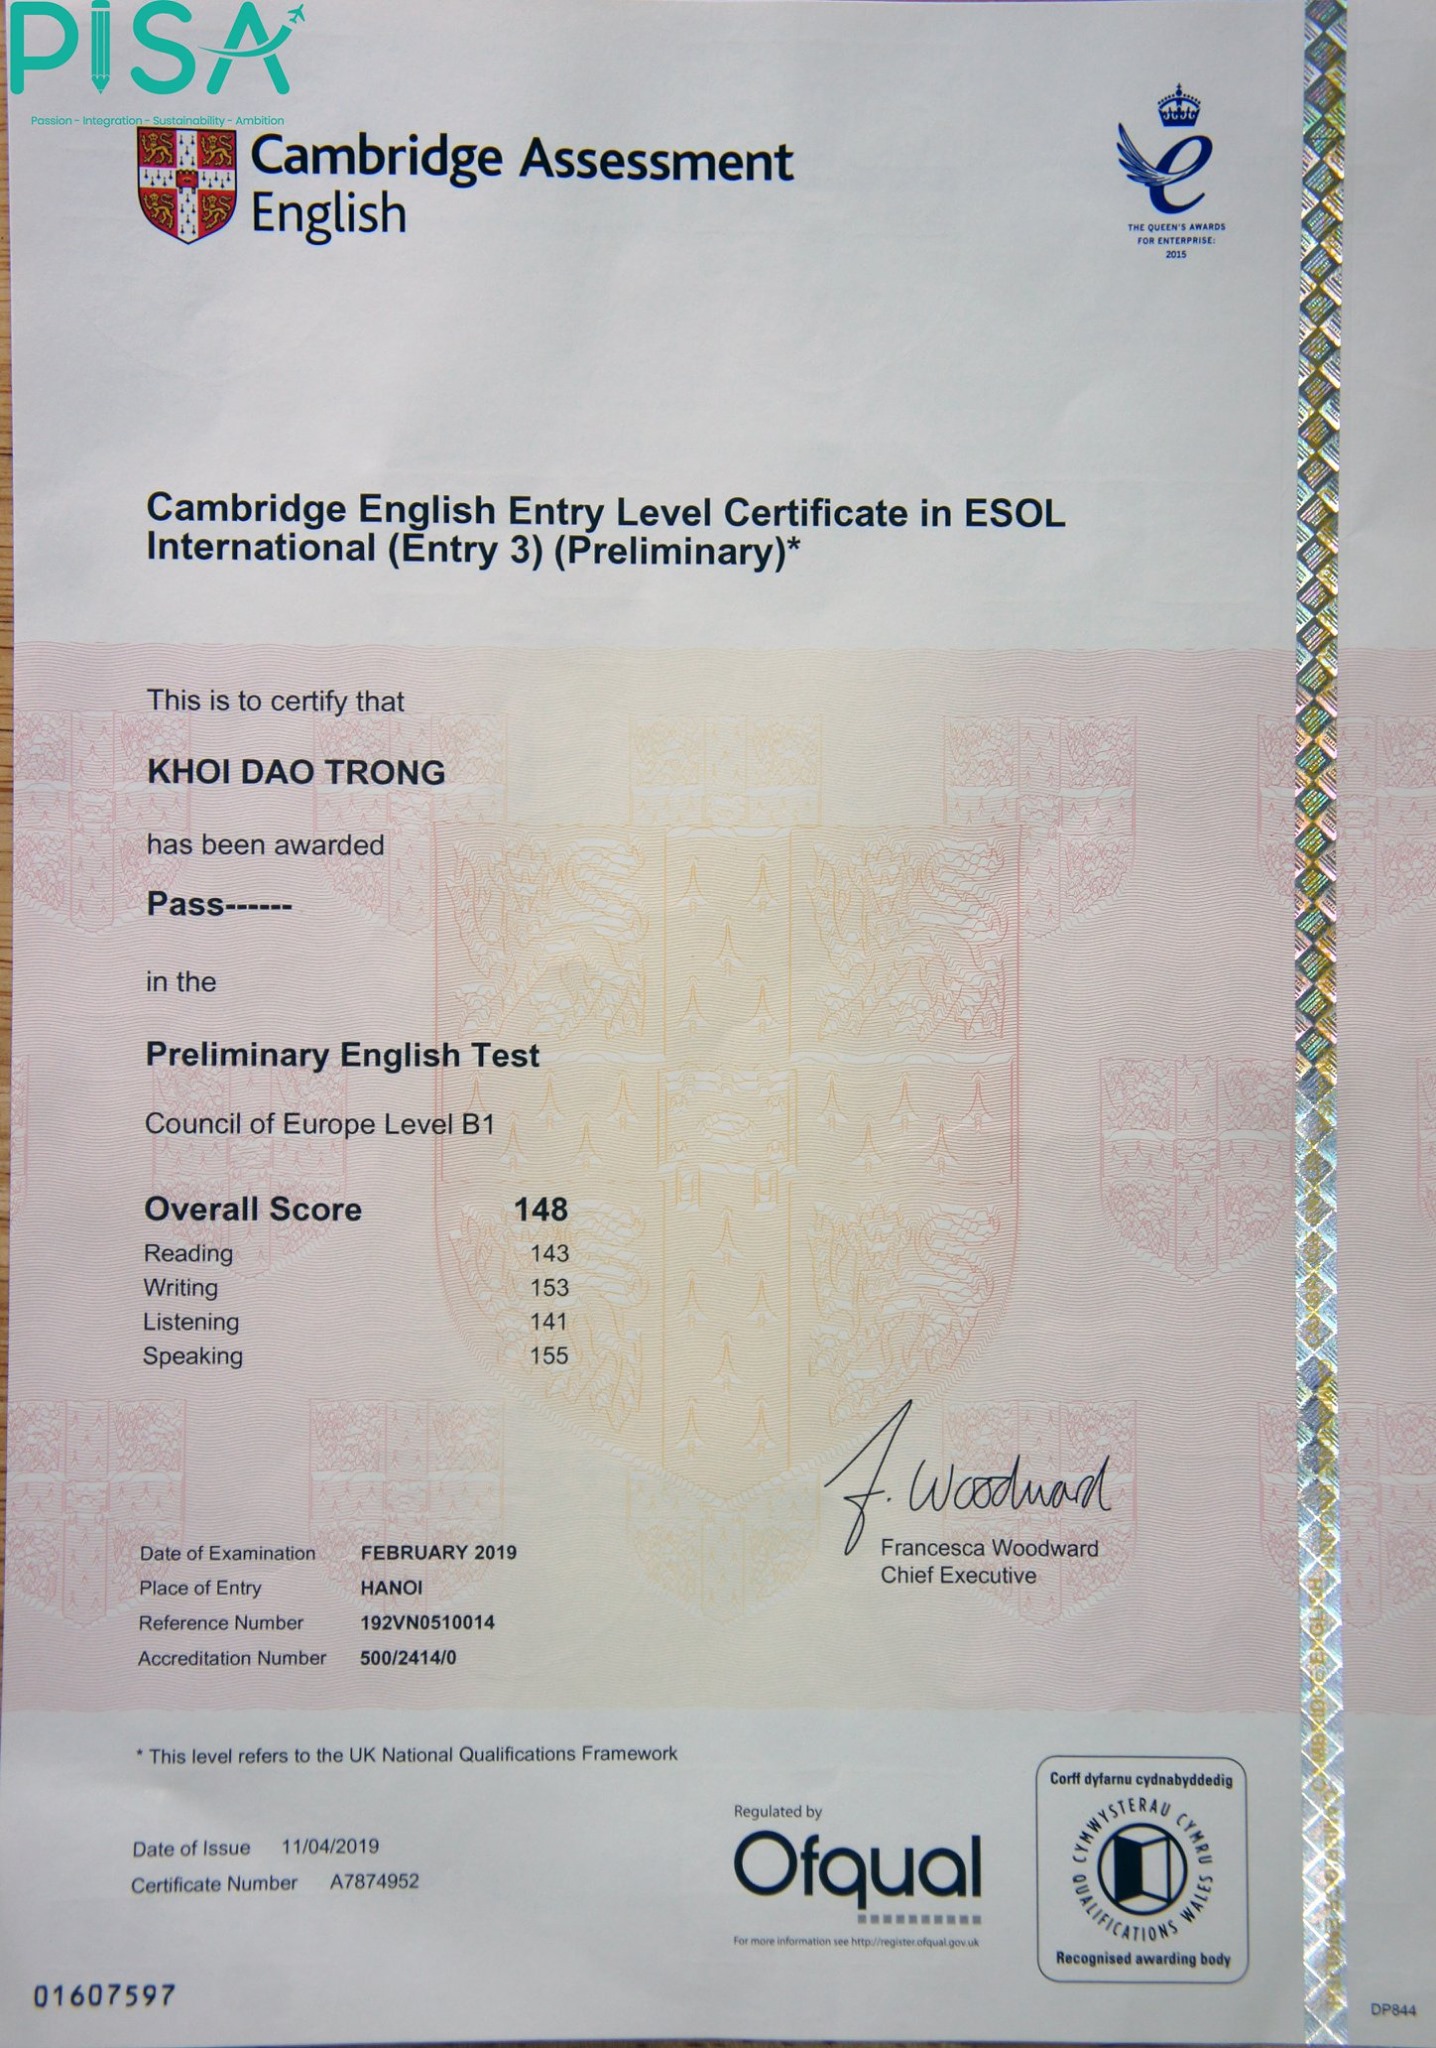 PISA
Passion - Integration - Sustainability - Ambition
Cambridge Assessment
English
THE QUEEN'S AWARDS
FOR ENTERPRISE:
2015
Cambridge English Entry Level Certificate in ESOL
International (Entry 3) (Preliminary)*
This is to certify that
KHOI DAO TRONG
has been awarded
Pass------
in the
Preliminary English Test
Council of Europe Level B1
Overall Score 148
Reading 143
Writing 153
Listening 141
Speaking 155
F. Woodward
Francesca Woodward
Chief Executive
Date of Examination FEBRUARY 2019
Place of Entry HANOI
Reference Number 192VN0510014
Accreditation Number 500/2414/0
* This level refers to the UK National Qualifications Framework
Date of Issue 11/04/2019
Certificate Number A7874952
Regulated by
Ofqual
For more information see http://register.ofqual.gov.uk
Corff dyfarnu cydnabyddedig
CYMWYSTERAU CYMRU
QUALIFICATIONS WALES
Recognised awarding body
01607597
DP844